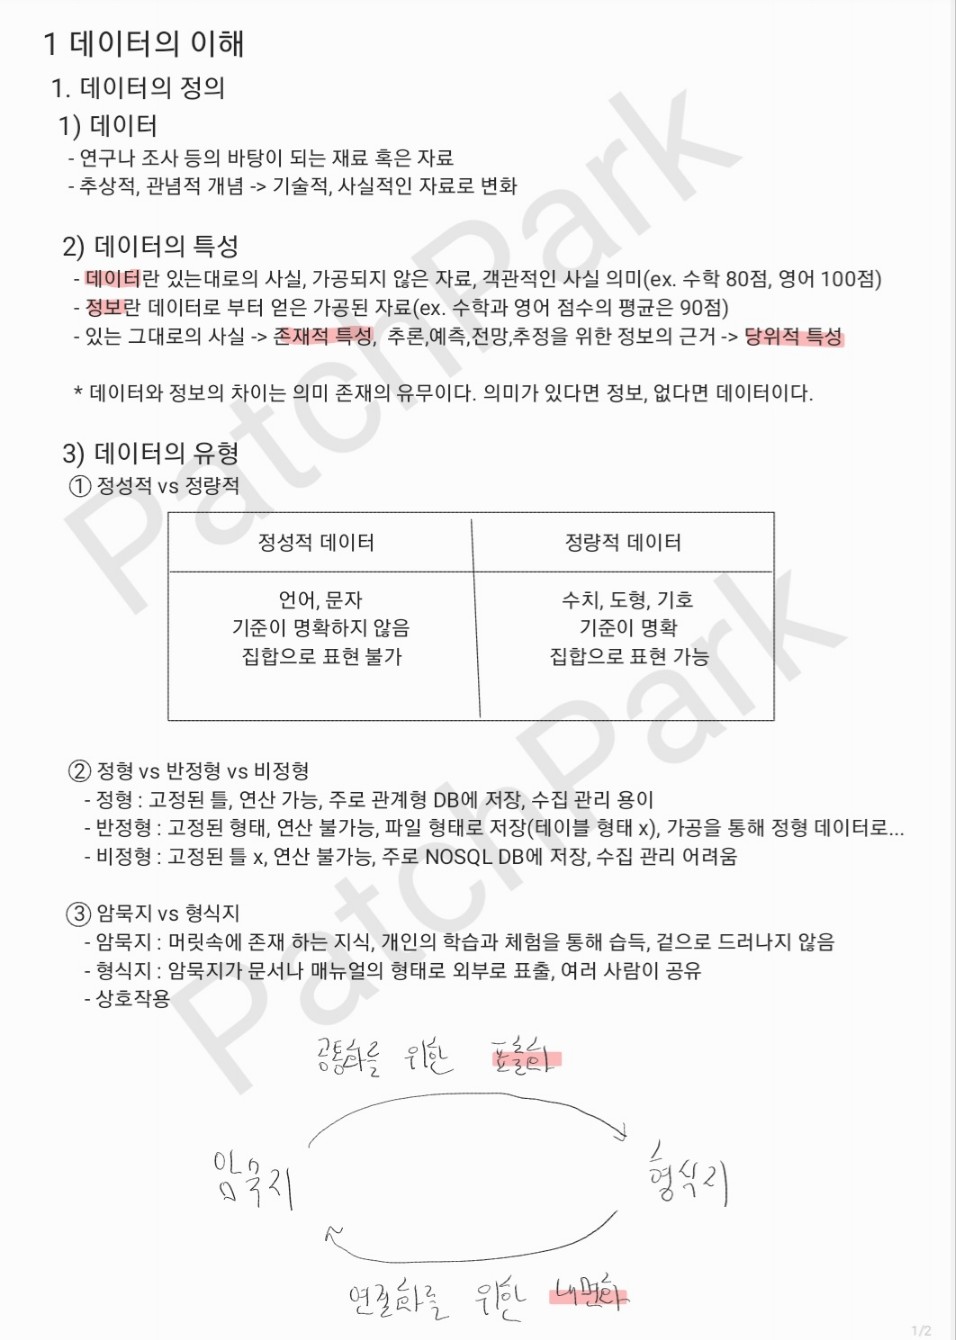 1 데이터의 이해
1. 데이터의 정의
1) 데이터
- 연구나 조사 등의 바탕이 되는 재료 혹은 자료
- 추상적, 관념적 개념 -> 기술적, 사실적인 자료로 변화
2) 데이터의 특성
- 데이터란 있는대로의 사실, 가공되지 않은 자료, 객관적인 사실 의미(ex. 수학 80점, 영어 100점)
- 정보란 데이터로 부터 얻은 가공된 자료(ex. 수학과 영어 점수의 평균은 90점)
- 있는 그대로의 사실 -> 존재적 특성, 추론,예측,전망,추정을 위한 정보의 근거 -> 당위적 특성
* 데이터와 정보의 차이는 의미 존재의 유무이다. 의미가 있다면 정보, 없다면 데이터이다.
3) 데이터의 유형
① 정성적 vs 정량적
정성적 데이터
정량적 데이터
언어, 문자
기준이 명확하지 않음
집합으로 표현 불가
수치, 도형, 기호
기준이 명확
집합으로 표현 가능
② 정형 vs 반정형 vs 비정형
- 정형 : 고정된 틀, 연산 가능, 주로 관계형 DB에 저장, 수집 관리 용이
- 반정형 : 고정된 형태, 연산 불가능, 파일 형태로 저장(테이블 형태 x), 가공을 통해 정형 데이터로...
- 비정형 : 고정된 틀 x, 연산 불가능, 주로 NOSQL DB에 저장, 수집 관리 어려움
③ 암묵지 vs 형식지
- 암묵지 : 머릿속에 존재 하는 지식, 개인의 학습과 체험을 통해 습득, 겉으로 드러나지 않음
- 형식지 : 암묵지가 문서나 매뉴얼의 형태로 외부로 표출, 여러 사람이 공유
- 상호작용
공통화를 위한 표출화
암묵지
형식지
연결화를 위한 내면화
PatchPark
PatchPark
1/2